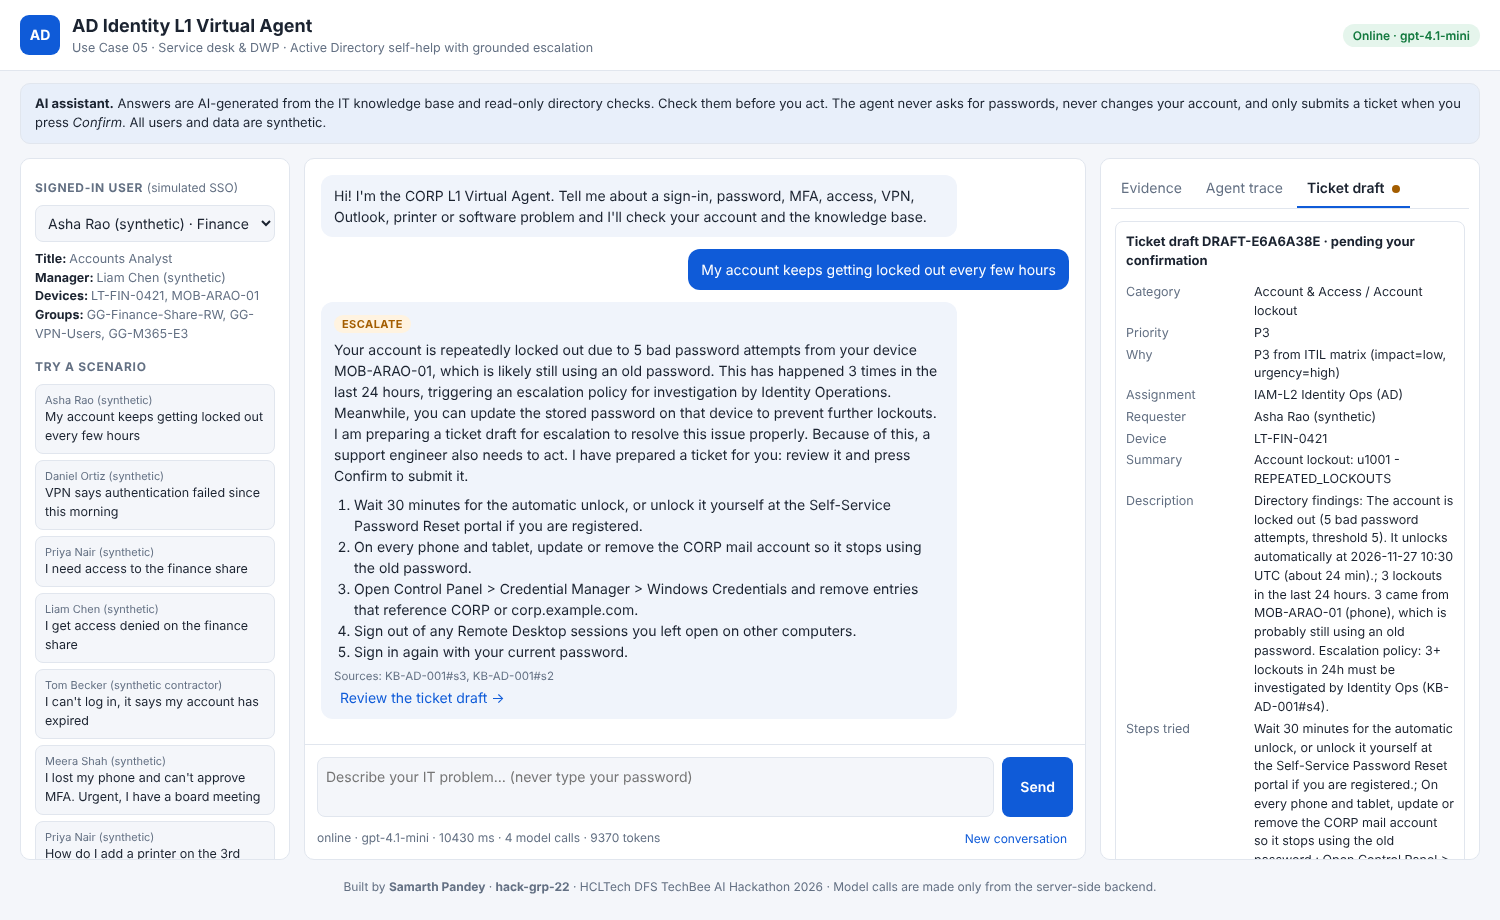 AD
AD Identity L1 Virtual Agent
Use Case 05 · Service desk & DWP · Active Directory self-help with grounded escalation
Online · gpt-4.1-mini
AI assistant. Answers are AI-generated from the IT knowledge base and read-only directory checks. Check them before you act. The agent never asks for passwords, never changes your account, and only submits a ticket when you
press Confirm. All users and data are synthetic.
SIGNED-IN USER (simulated SSO)
Asha Rao (synthetic) · Finance
Title: Accounts Analyst
Manager: Liam Chen (synthetic)
Devices: LT-FIN-0421, MOB-ARAO-01
Groups: GG-Finance-Share-RW, GG-
VPN-Users, GG-M365-E3
TRY A SCENARIO
Asha Rao (synthetic)
My account keeps getting locked out
every few hours
Daniel Ortiz (synthetic)
VPN says authentication failed since
this morning
Priya Nair (synthetic)
I need access to the finance share
Liam Chen (synthetic)
I get access denied on the finance
share
Tom Becker (synthetic contractor)
I can't log in, it says my account has
expired
Meera Shah (synthetic)
I lost my phone and can't approve
MFA. Urgent, I have a board meeting
Priya Nair (synthetic)
How do I add a printer on the 3rd
Hi! I'm the CORP L1 Virtual Agent. Tell me about a sign-in, password, MFA, access, VPN,
Outlook, printer or software problem and I'll check your account and the knowledge base.
My account keeps getting locked out every few hours
ESCALATE
Your account is repeatedly locked out due to 5 bad password attempts from your device
MOB-ARAO-01, which is likely still using an old password. This has happened 3 times in the
last 24 hours, triggering an escalation policy for investigation by Identity Operations.
Meanwhile, you can update the stored password on that device to prevent further lockouts.
I am preparing a ticket draft for escalation to resolve this issue properly. Because of this, a
support engineer also needs to act. I have prepared a ticket for you: review it and press
Confirm to submit it.
1. Wait 30 minutes for the automatic unlock, or unlock it yourself at the Self-Service
Password Reset portal if you are registered.
2. On every phone and tablet, update or remove the CORP mail account so it stops using
the old password.
3. Open Control Panel > Credential Manager > Windows Credentials and remove entries
that reference CORP or corp.example.com.
4. Sign out of any Remote Desktop sessions you left open on other computers.
5. Sign in again with your current password.
Sources: KB-AD-001#s3, KB-AD-001#s2
Review the ticket draft →
Describe your IT problem... (never type your password)
Send
online · gpt-4.1-mini · 10430 ms · 4 model calls · 9370 tokens
New conversation
Evidence
Agent trace
Ticket draft
Ticket draft DRAFT-E6A6A38E · pending your
confirmation
Category
Account & Access / Account
lockout
Priority
P3
Why
P3 from ITIL matrix (impact=low,
urgency=high)
Assignment
IAM-L2 Identity Ops (AD)
Requester
Asha Rao (synthetic)
Device
LT-FIN-0421
Summary
Account lockout: u1001 -
REPEATED_LOCKOUTS
Description
Directory findings: The account is
locked out (5 bad password
attempts, threshold 5). It unlocks
automatically at 2026-11-27 10:30
UTC (about 24 min).; 3 lockouts
in the last 24 hours. 3 came from
MOB-ARAO-01 (phone), which is
probably still using an old
password. Escalation policy: 3+
lockouts in 24h must be
investigated by Identity Ops (KB-
AD-001#s4).
Steps tried
Wait 30 minutes for the automatic
unlock, or unlock it yourself at
the Self-Service Password Reset
portal if you are registered.; On
every phone and tablet, update or
remove the CORP mail account
so it stops using the old
password.; Open Control Panel >
Built by Samarth Pandey · hack-grp-22 · HCLTech DFS TechBee AI Hackathon 2026 · Model calls are made only from the server-side backend.